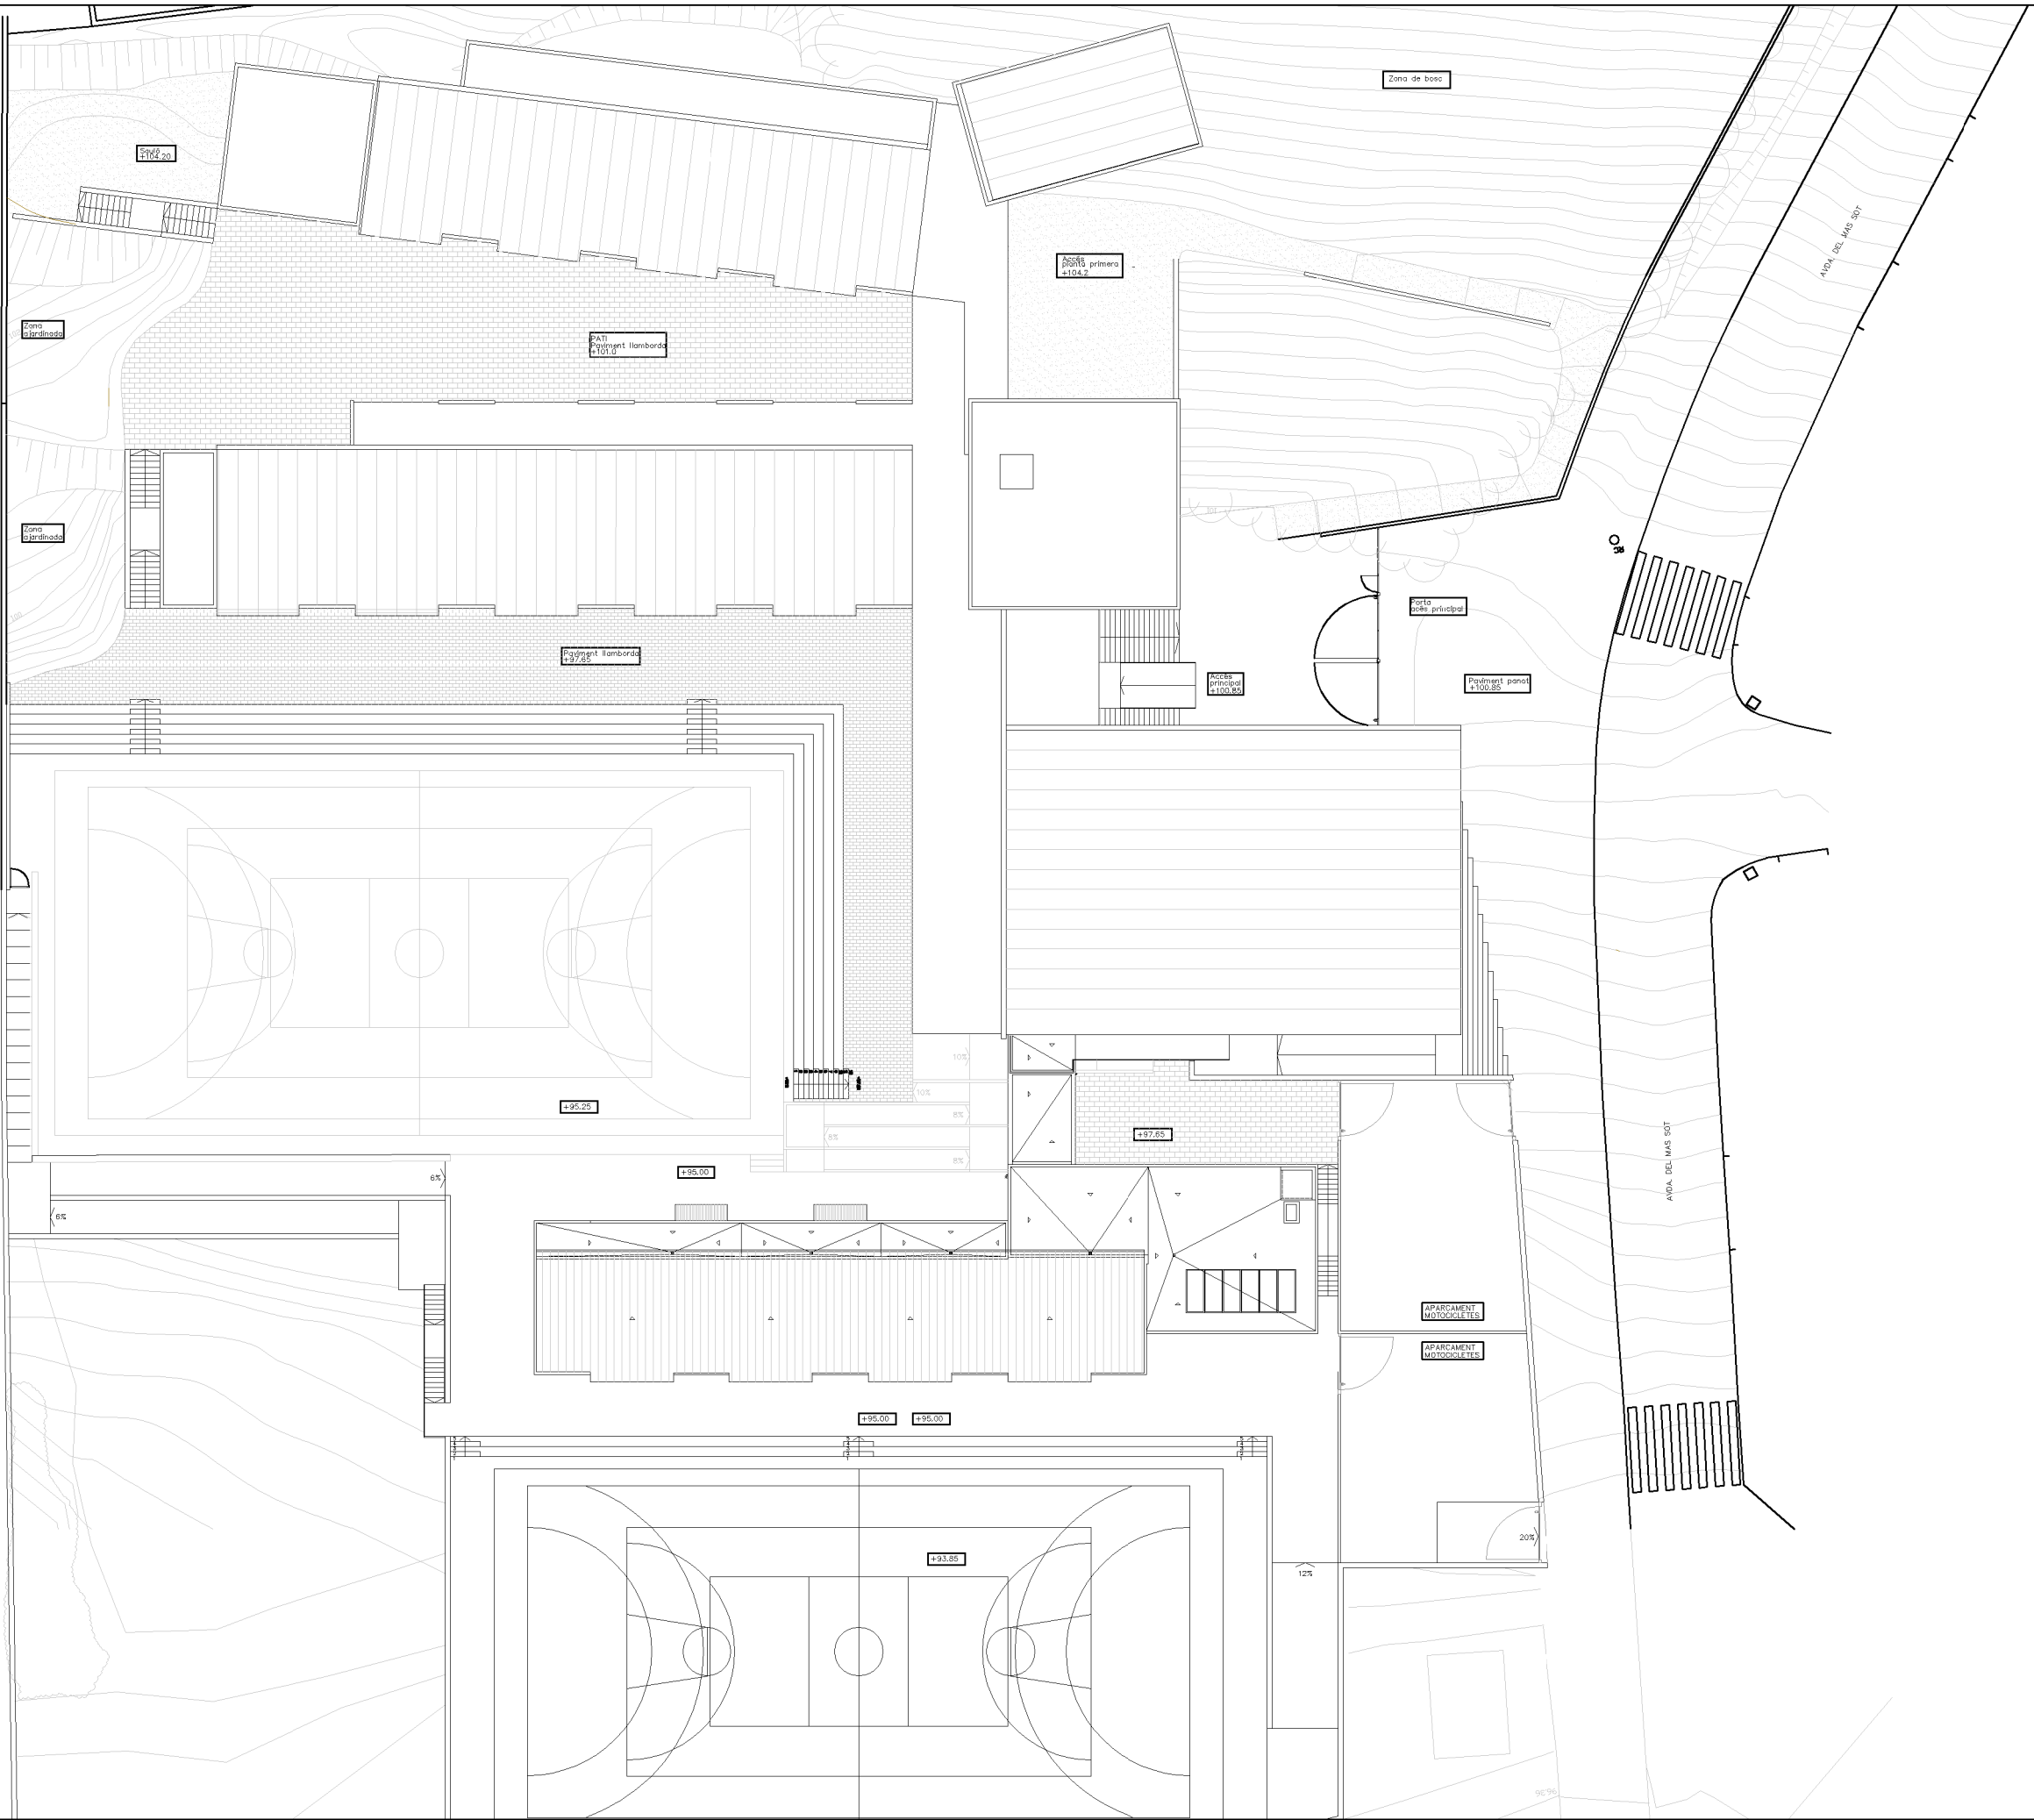 Zona de bosc
Sauló
+104.20
AVDA. DEL MAS SOT
Accés
planta primera
+104.2
Zona
ajardinada
PATI
Paviment llamborda
+101.0
Zona
ajardinada
Porta
acés principal
Paviment llamborda
+97.65
Accés
principal
+100.85
Paviment panot
+100.85
10%
10%
+95.25
8%
8%
+97.65
8%
+95.00
6%
6%
AVDA. DEL MAS SOT
APARCAMENT
MOTOCICLETES
APARCAMENT
MOTOCICLETES
+95.00
+95.00
20%
+93.85
12%